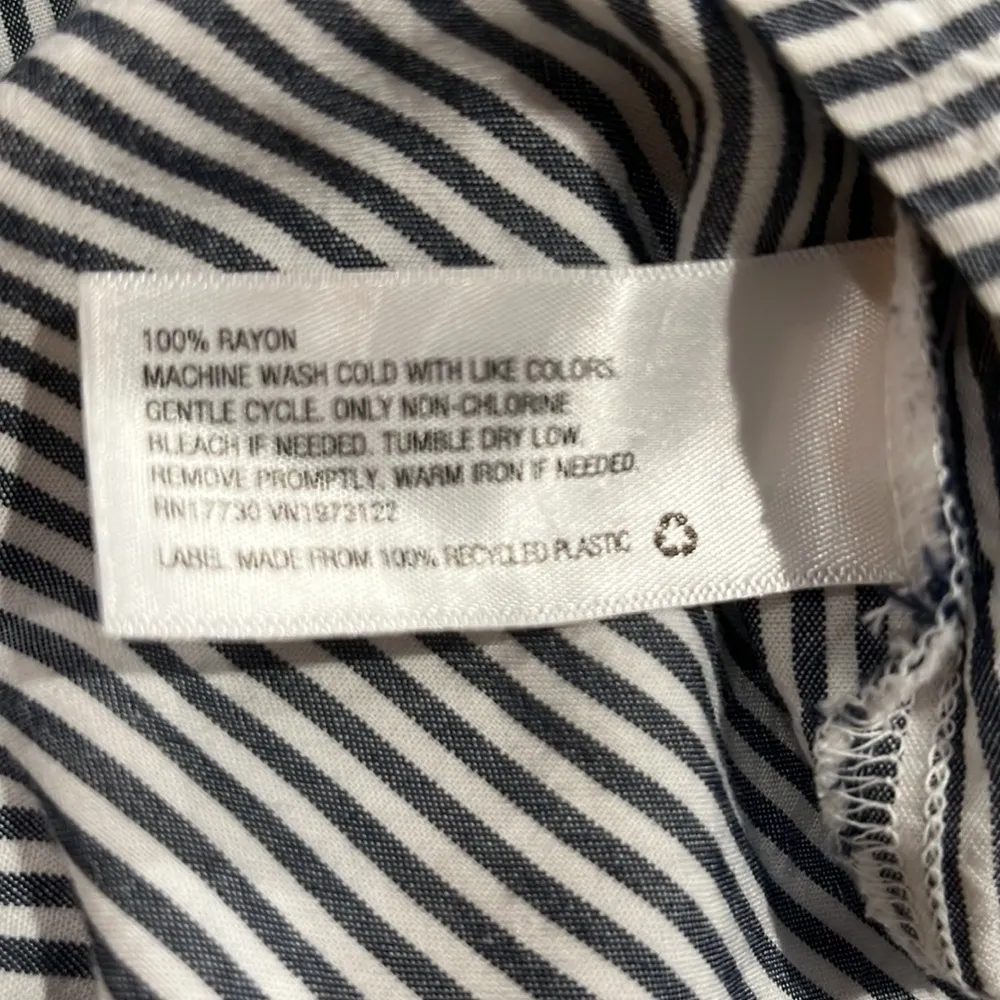 100% RAYON
MACHINE WASH COLD WITH LIKE COLORS.
GENTLE CYCLE. ONLY NON-CHLORINE
BLEACH IF NEEDED. TUMBLE DRY LOW.
REMOVE PROMPTLY, WARM IRON IF NEEDED.
RN17730 VN1973122
LABEL MADE FROM 100% RECYCLED PLASTIC